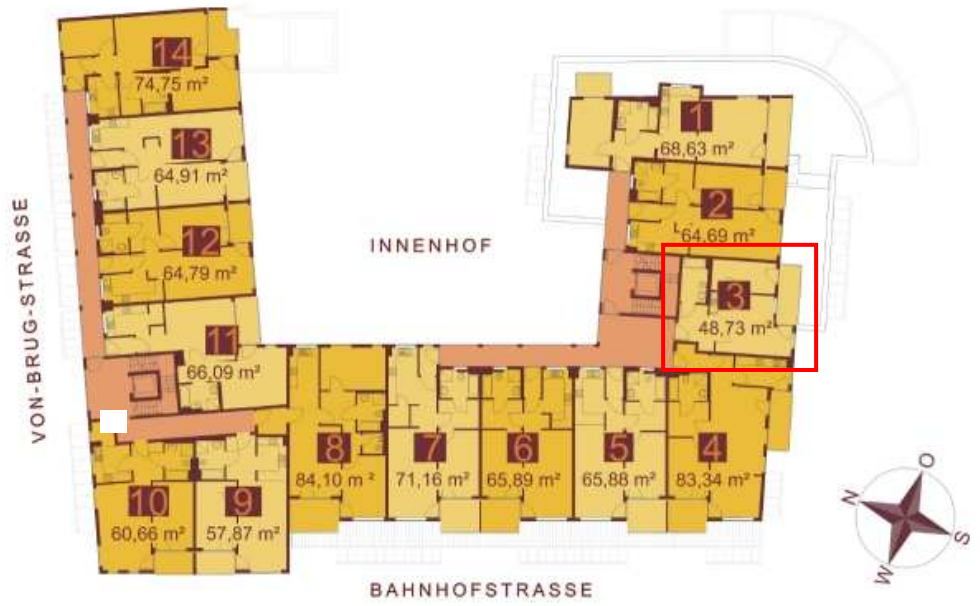 14
74,75 m²
13
64,91 m²
12
64,79 m²
11
66,09 m²
10
60,66 m²
9
57,87 m²
8
84,10 m²
7
71,16 m²
6
65,89 m²
5
65,88 m²
4
83,34 m²
3
48,73 m²
2
64,69 m²
1
68,63 m²
INNENHOF
VON-BRUG-STRASSE
BAHNHOFSTRASSE
O
N
S
W